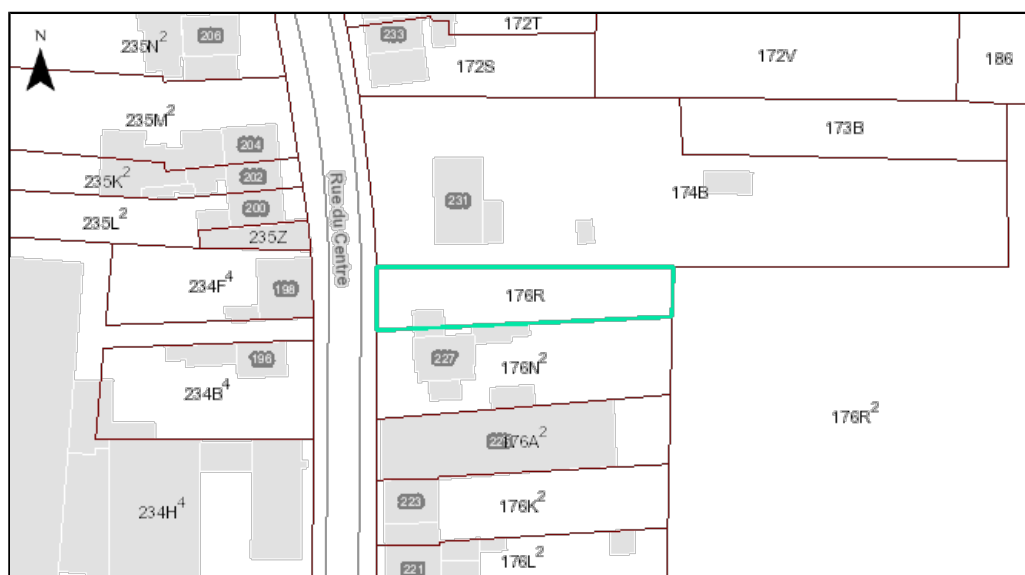 N
235N²
206
233
172T
172S
172V
186
235M²
204
173B
235K²
202
174B
200
231
235L²
235Z
Rue du Centre
234F⁴
198
176R
196
227
176N²
234B⁴
176R²
176A²
223
176K²
234H⁴
221
176L²